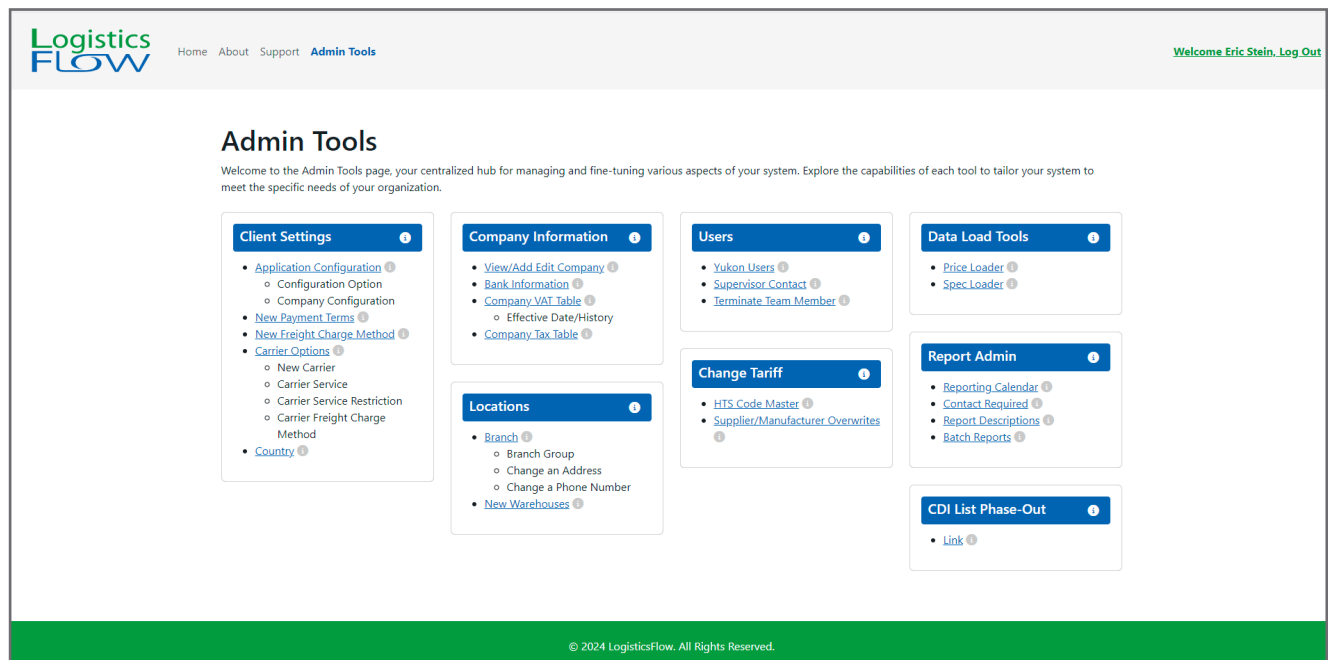 Logistics
FLOW
Home About Support Admin Tools
Welcome Eric Stein, Log Out
Admin Tools
Welcome to the Admin Tools page, your centralized hub for managing and fine-tuning various aspects of your system. Explore the capabilities of each tool to tailor your system to
meet the specific needs of your organization.
Client Settings
Application Configuration
Configuration Option
Company Configuration
New Payment Terms
New Freight Charge Method
Carrier Options
New Carrier
Carrier Service
Carrier Service Restriction
Carrier Freight Charge
Method
Country
Company Information
View/Add Edit Company
Bank Information
Company VAT Table
Effective Date/History
Company Tax Table
Locations
Branch
Branch Group
Change an Address
Change a Phone Number
New Warehouses
Users
Yukon Users
Supervisor Contact
Terminate Team Member
Change Tariff
HTS Code Master
Supplier/Manufacturer Overwrites
Data Load Tools
Price Loader
Spec Loader
Report Admin
Reporting Calendar
Contact Required
Report Descriptions
Batch Reports
CDI List Phase-Out
Link
© 2024 LogisticsFlow. All Rights Reserved.